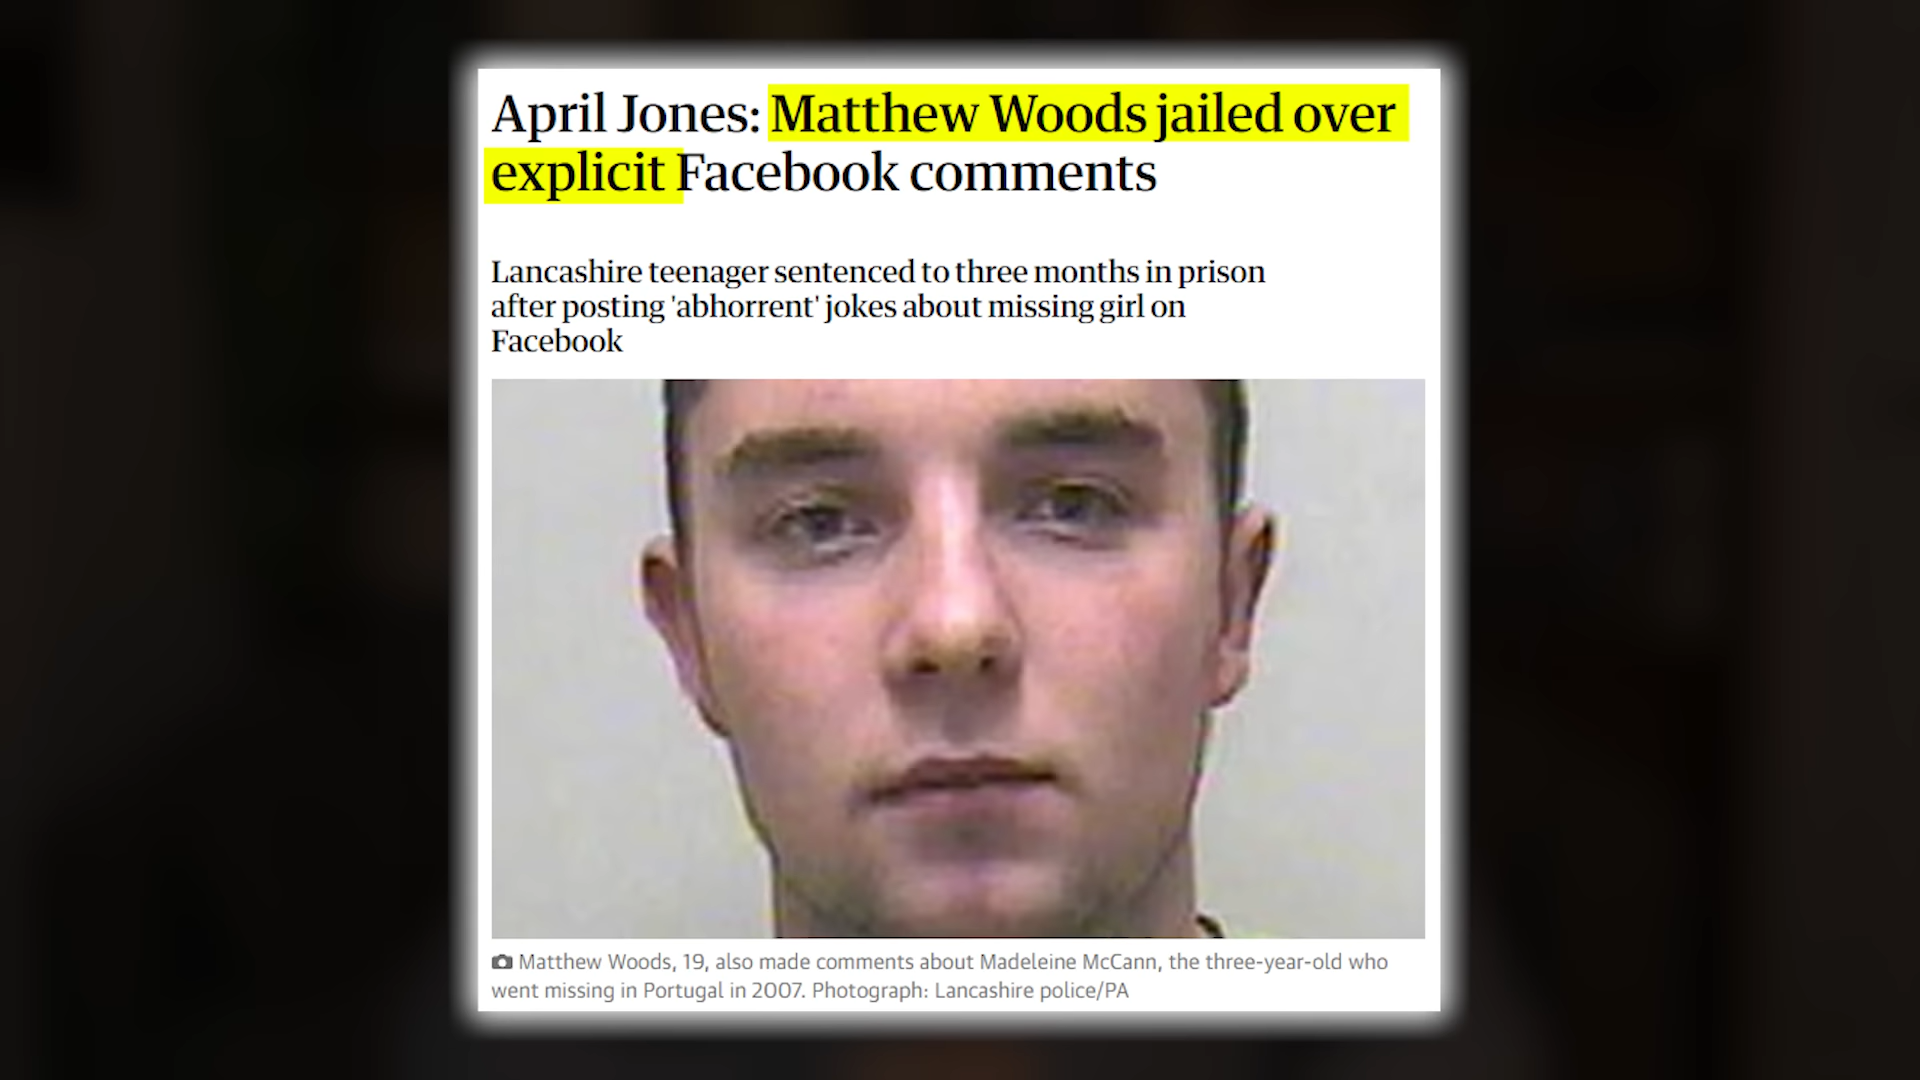 April Jones: Matthew Woods jailed over
explicit Facebook comments
Lancashire teenager sentenced to three months in prison
after posting 'abhorrent' jokes about missing girl on
Facebook
Matthew Woods, 19, also made comments about Madeleine McCann, the three-year-old who
went missing in Portugal in 2007. Photograph: Lancashire police/PA